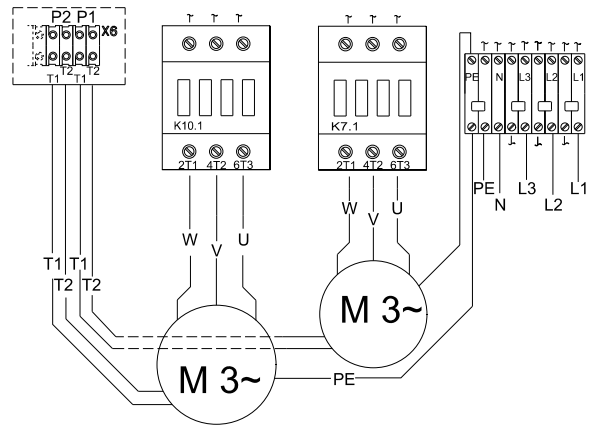 P2 P1
X6
T1 T2 T1 T2
K10.1
2T1 4T2 6T3
K7.1
2T1 4T2 6T3
PE N L3 L2 L1
PE N L3 L2 L1
W V U
W V U
T1 T2 T1 T2
M 3~
M 3~
PE